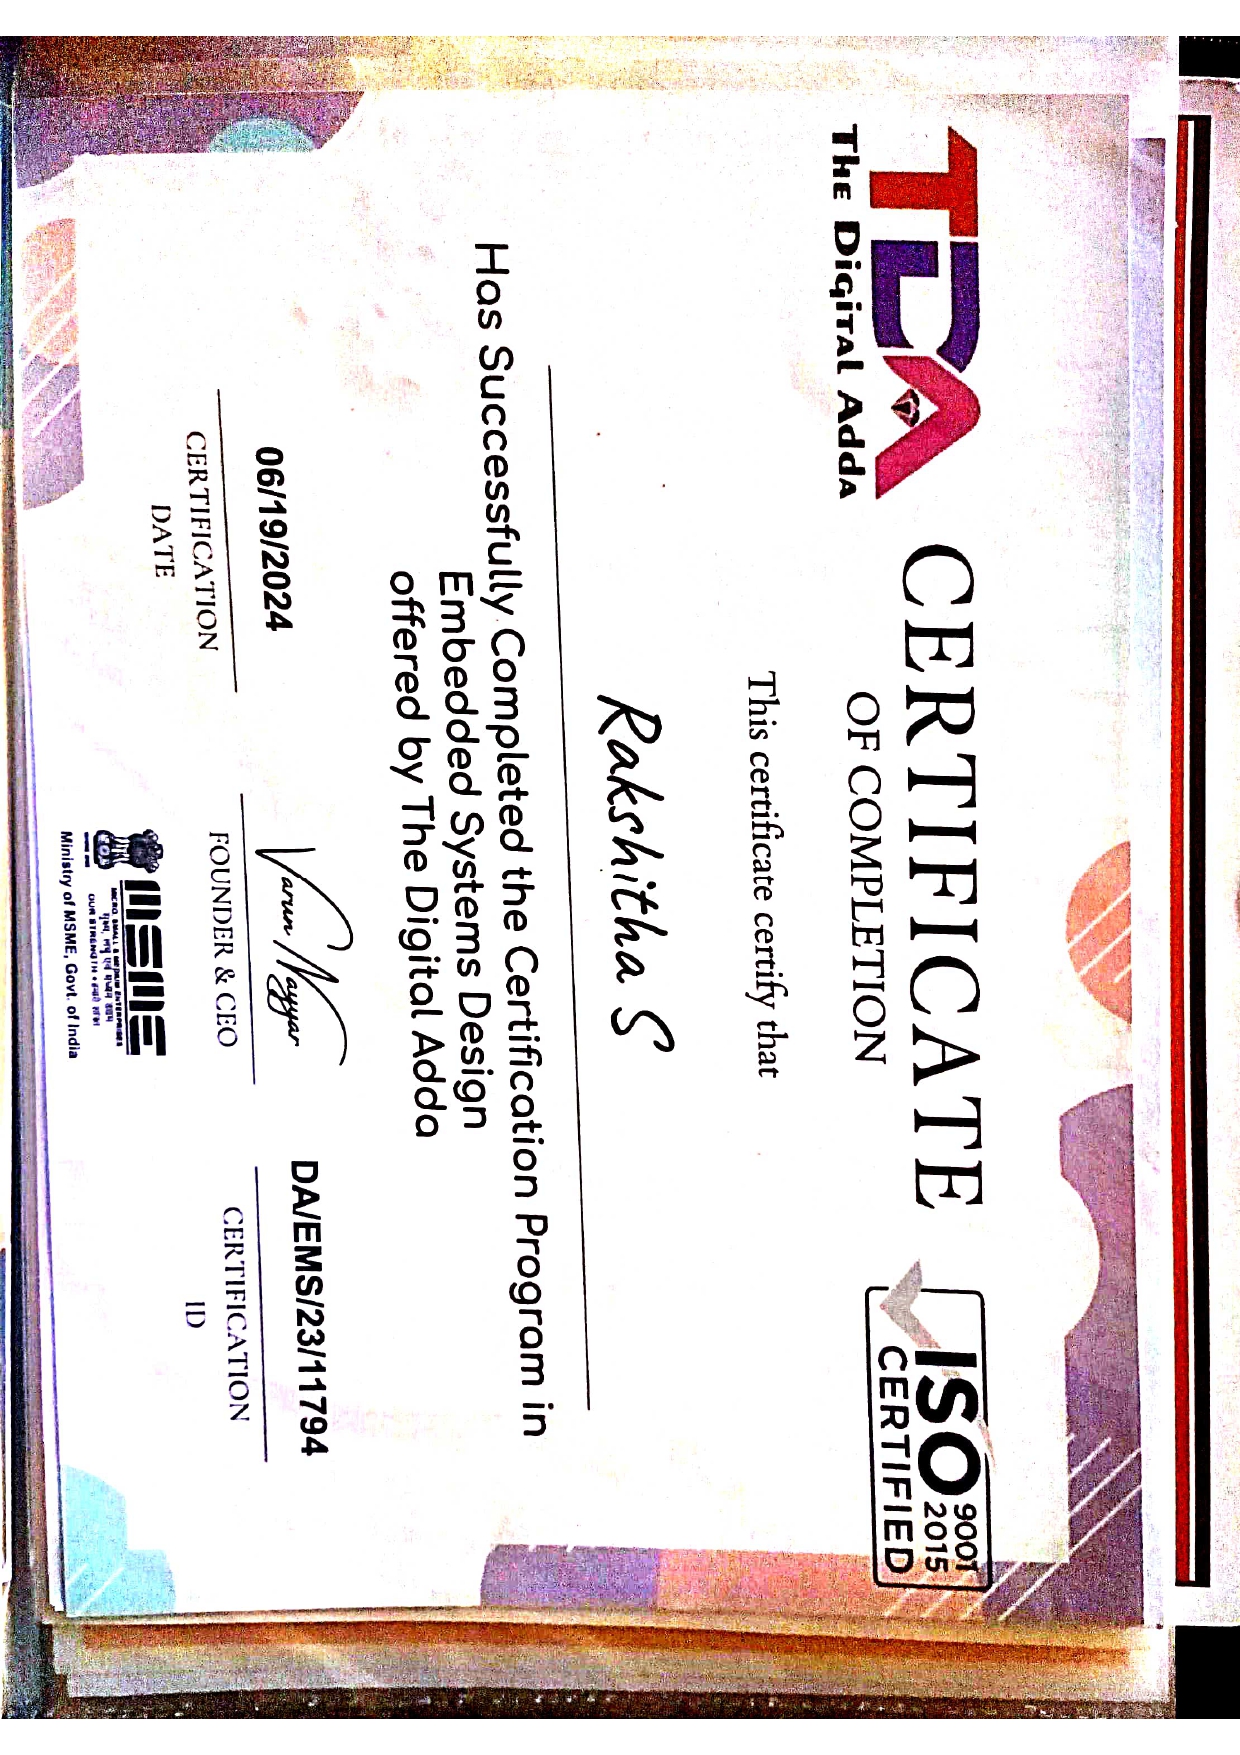 TDA
The Digital Adda
CERTIFICATE
OF COMPLETION
ISO 9001
2015
CERTIFIED
This certificate certify that
Rakshitha S
Has Successfully Completed the Certification Program in
Embedded Systems Design
offered by The Digital Adda
06/19/2024
CERTIFICATION
DATE
Varun Nayyar
FOUNDER & CEO
DA/EMS/23/11794
CERTIFICATION
ID
MSME
MICRO, SMALL & MEDIUM ENTERPRISES
सूक्ष्म, लघु एवं मध्यम उद्यम
OUR STRENGTH •
Ministry of MSME, Govt. of India